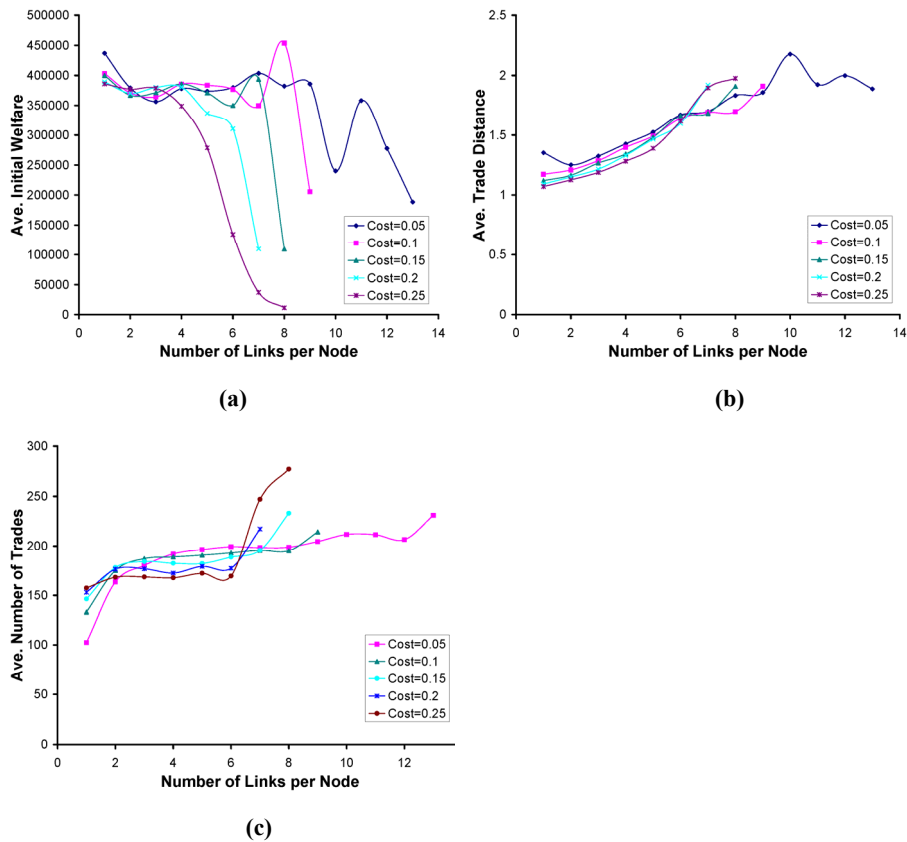 500000
450000
400000
350000
300000
250000
200000
150000
100000
50000
0
Ave. Initial Welfare
0 2 4 6 8 10 12 14
Number of Links per Node
Cost=0.05
Cost=0.1
Cost=0.15
Cost=0.2
Cost=0.25
(a)
2.5
2
1.5
1
0.5
0
Ave. Trade Distance
0 2 4 6 8 10 12 14
Number of Links per Node
Cost=0.05
Cost=0.1
Cost=0.15
Cost=0.2
Cost=0.25
(b)
300
250
200
150
100
50
0
Ave. Number of Trades
0 2 4 6 8 10 12
Number of Links per Node
Cost=0.05
Cost=0.1
Cost=0.15
Cost=0.2
Cost=0.25
(c)